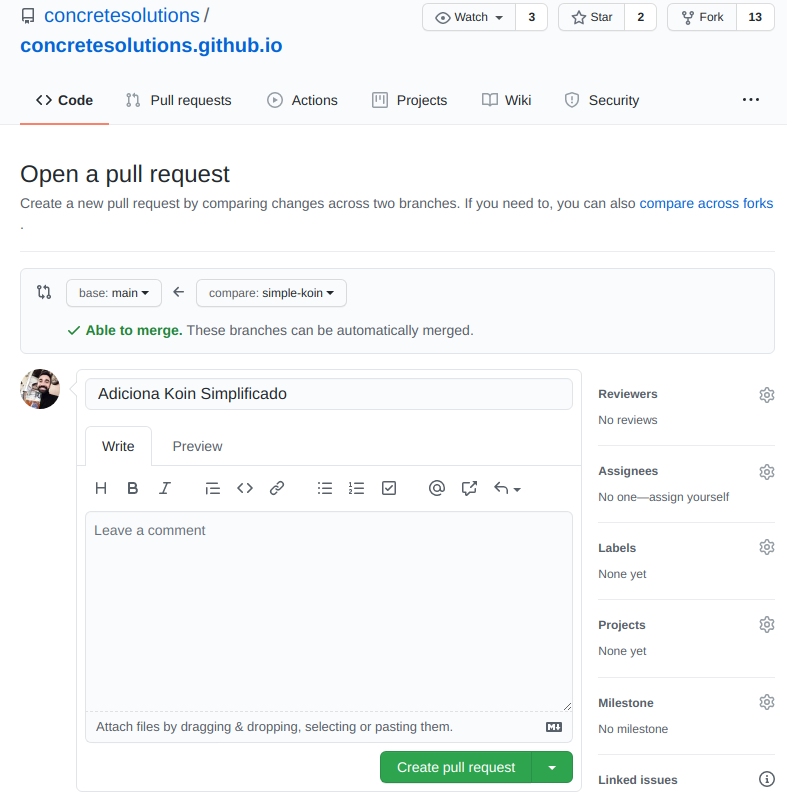 concretesolutions /
concretesolutions.github.io
Watch 3
Star 2
Fork 13
Code
Pull requests
Actions
Projects
Wiki
Security
Open a pull request
Create a new pull request by comparing changes across two branches. If you need to, you can also compare across forks
.
base: main
compare: simple-koin
Able to merge. These branches can be automatically merged.
Adiciona Koin Simplificado
Write Preview
H B I
Leave a comment
Attach files by dragging & dropping, selecting or pasting them.
Create pull request
Reviewers
No reviews
Assignees
No one—assign yourself
Labels
None yet
Projects
None yet
Milestone
No milestone
Linked issues